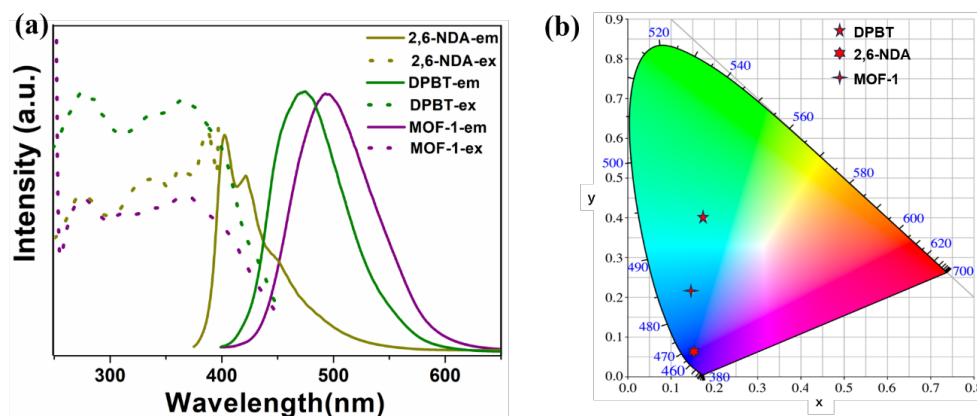 (a)
2,6-NDA-em
2,6-NDA-ex
DPBT-em
DPBT-ex
MOF-1-em
MOF-1-ex
Intensity (a.u.)
300 400 500 600
Wavelength(nm)
(b)
DPBT
2,6-NDA
MOF-1
0.9
0.8
0.7
0.6
0.5
0.4
0.3
0.2
0.1
0.0
y
520
540
560
500
580
600
620
490
700
480
470
460
380
0.0 0.1 0.2 0.3 0.4 0.5 0.6 0.7 0.8
x